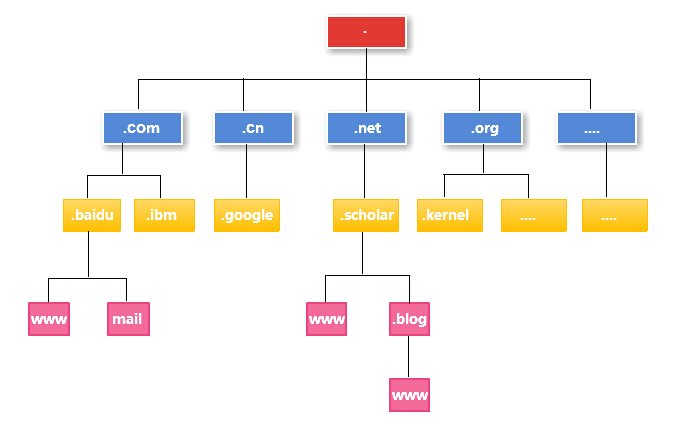 .
.com .cn .net .org ....
.baidu .ibm .google .scholar .kernel .... ....
www mail www .blog
www